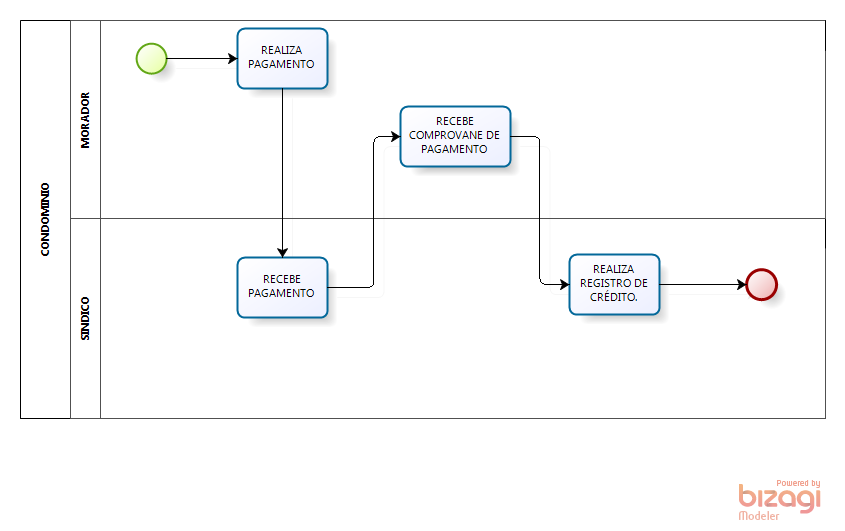 CONDOMINIO
MORADOR
REALIZA
PAGAMENTO
RECEBE
COMPROVANE DE
PAGAMENTO
SINDICO
RECEBE
PAGAMENTO
REALIZA
REGISTRO DE
CRÉDITO.
Powered by
bizagi
Modeler